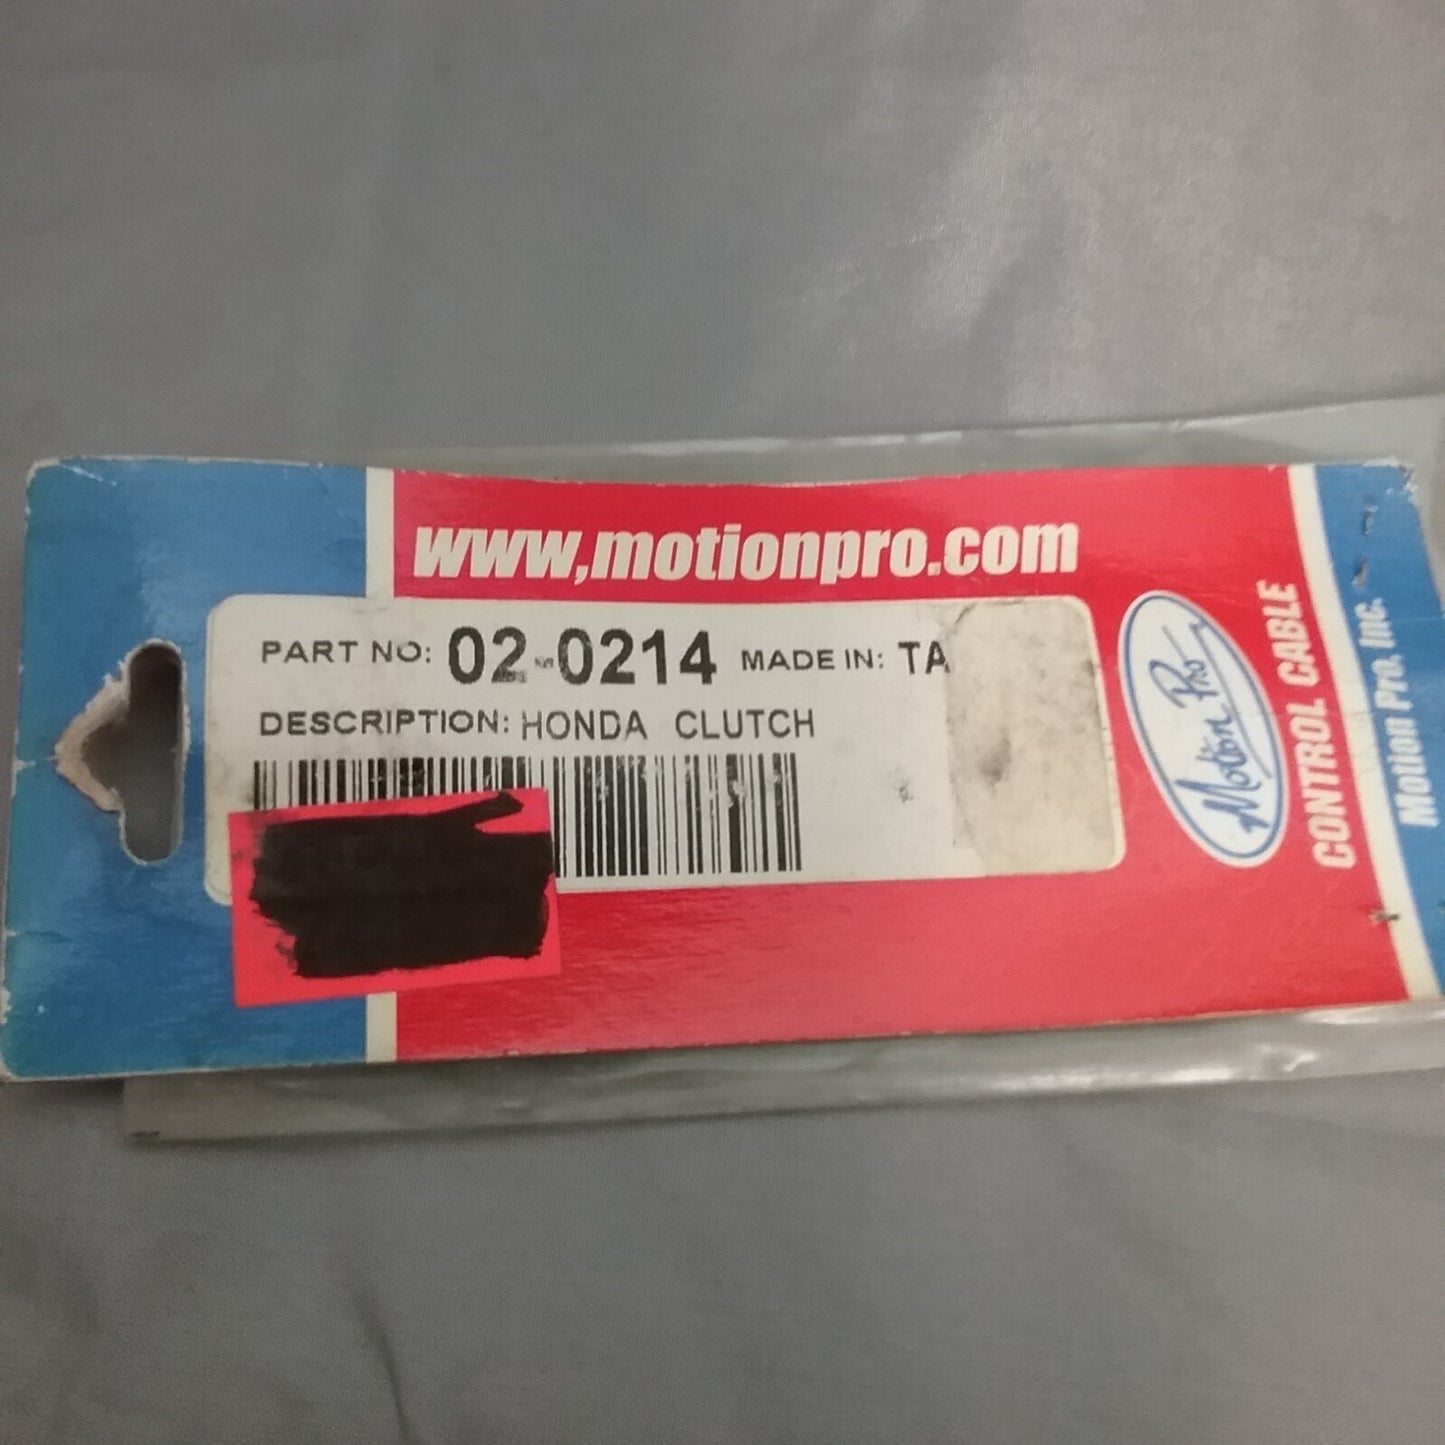 www.motionpro.com
PART NO: 02-0214 MADE IN: TA
DESCRIPTION: HONDA CLUTCH
Motion Pro
CONTROL CABLE
Motion Pro, Inc.